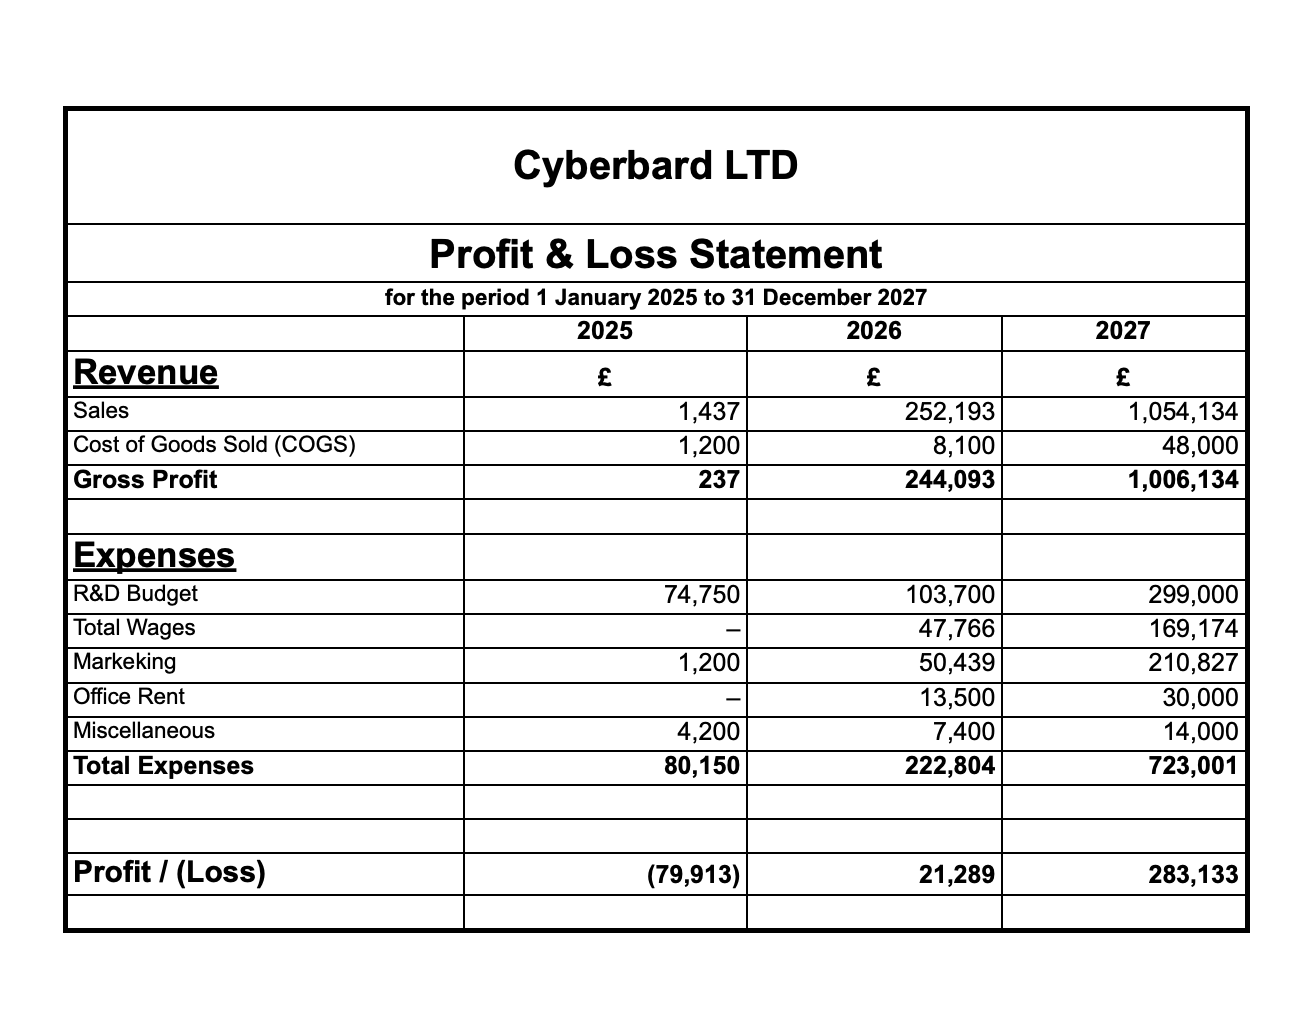 Cyberbard LTD
Profit & Loss Statement
for the period 1 January 2025 to 31 December 2027
2025 2026 2027
Revenue £ £ £
Sales 1,437 252,193 1,054,134
Cost of Goods Sold (COGS) 1,200 8,100 48,000
Gross Profit 237 244,093 1,006,134
Expenses
R&D Budget 74,750 103,700 299,000
Total Wages – 47,766 169,174
Markeking 1,200 50,439 210,827
Office Rent – 13,500 30,000
Miscellaneous 4,200 7,400 14,000
Total Expenses 80,150 222,804 723,001
Profit / (Loss) (79,913) 21,289 283,133